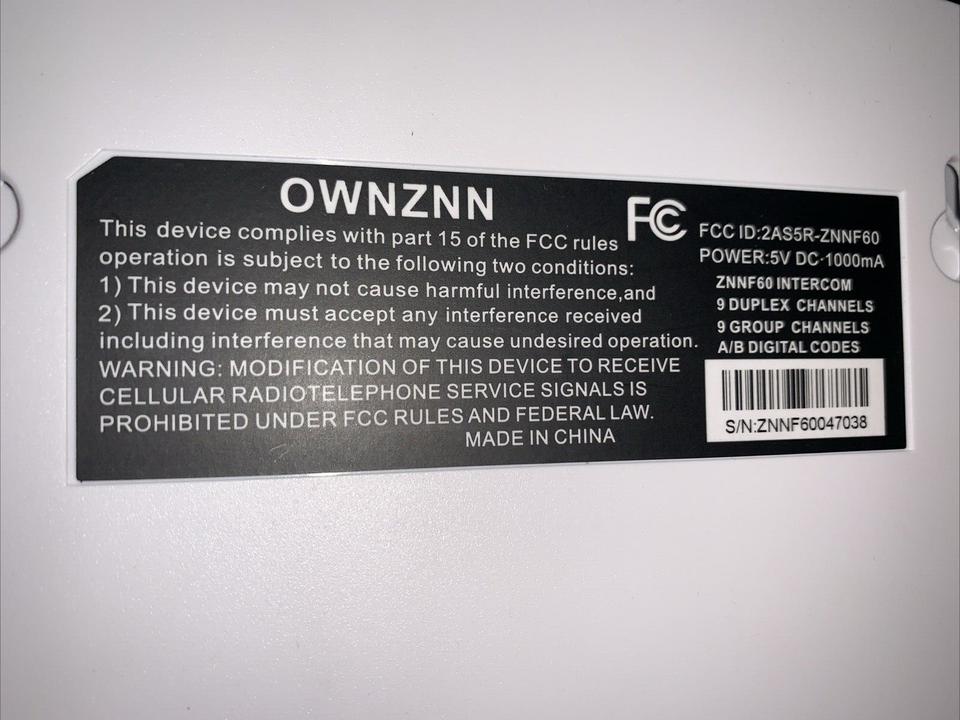 OWNZNN
This device complies with part 15 of the FCC rules
operation is subject to the following two conditions:
1) This device may not cause harmful interference,and
2) This device must accept any interference received
including interference that may cause undesired operation.
WARNING: MODIFICATION OF THIS DEVICE TO RECEIVE
CELLULAR RADIOTELEPHONE SERVICE SIGNALS IS
PROHIBITED UNDER FCC RULES AND FEDERAL LAW.
MADE IN CHINA
FC
FCC ID:2AS5R-ZNNF60
POWER:5V DC·1000mA
ZNNF60 INTERCOM
9 DUPLEX CHANNELS
9 GROUP CHANNELS
A/B DIGITAL CODES
S/N:ZNNF60047038